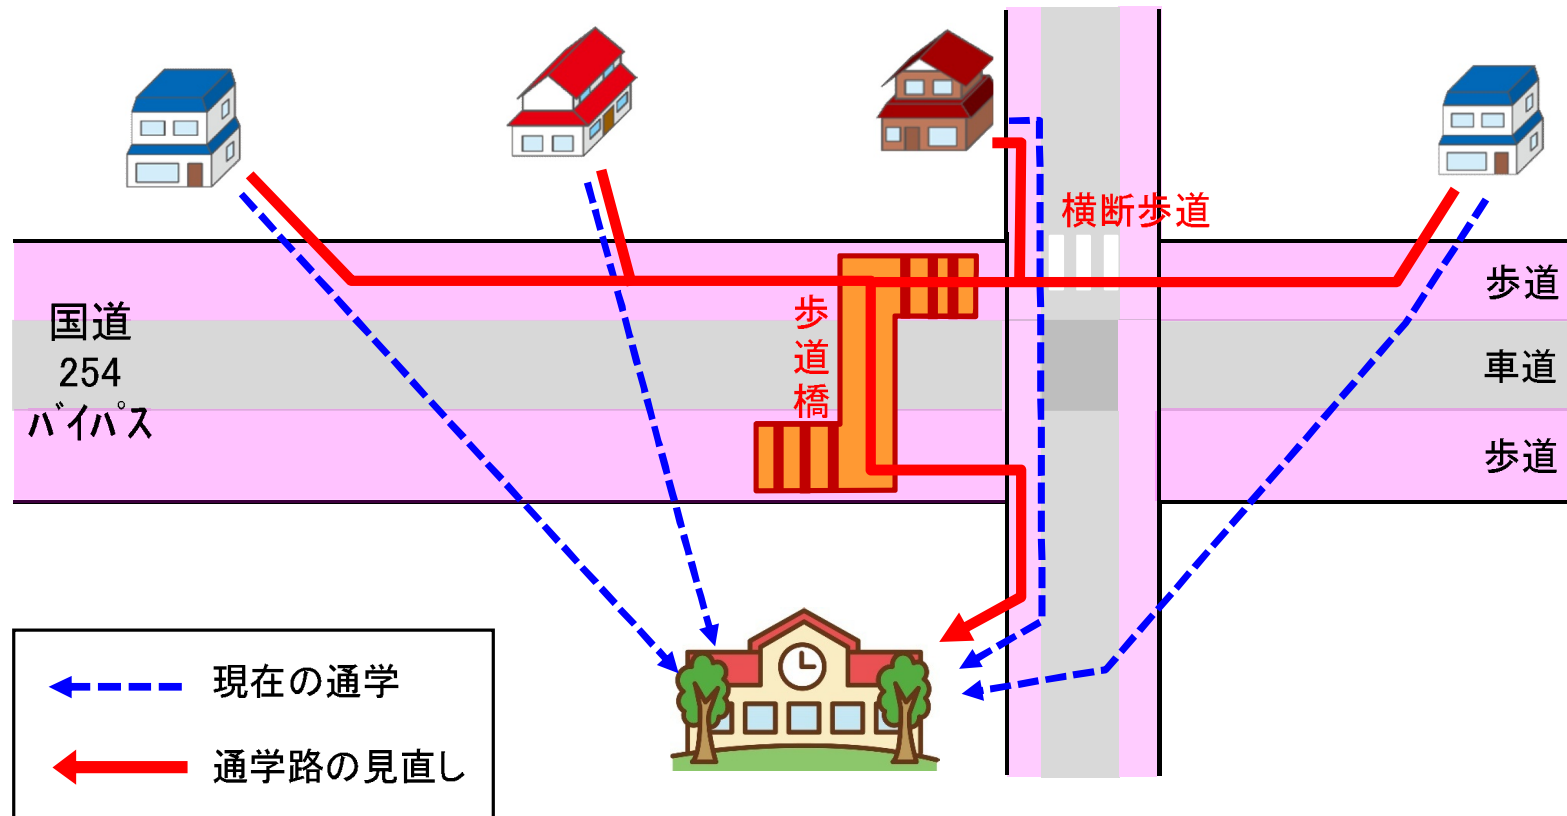 横断歩道
歩道
国道
254
バイパス
歩道橋
車道
歩道
現在の通学
通学路の見直し